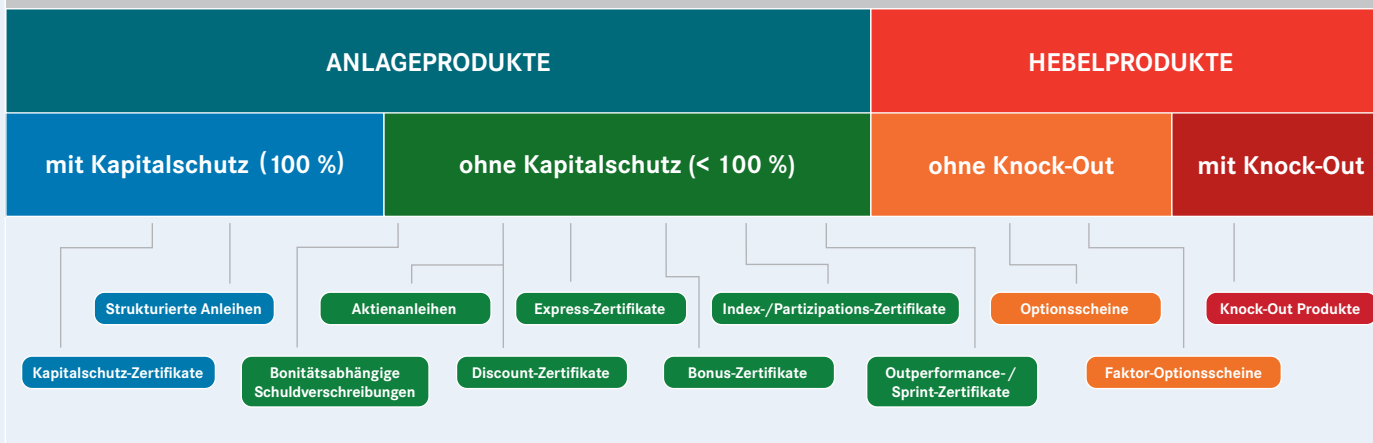 ANLAGEPRODUKTE
HEBELPRODUKTE
mit Kapitalschutz (100 %)
ohne Kapitalschutz (< 100 %)
ohne Knock-Out
mit Knock-Out
Strukturierte Anleihen
Aktienanleihen
Express-Zertifikate
Index-/Partizipations-Zertifikate
Optionsscheine
Knock-Out Produkte
Kapitalschutz-Zertifikate
Bonitätsabhängige
Schuldverschreibungen
Discount-Zertifikate
Bonus-Zertifikate
Outperformance-/
Sprint-Zertifikate
Faktor-Optionsscheine